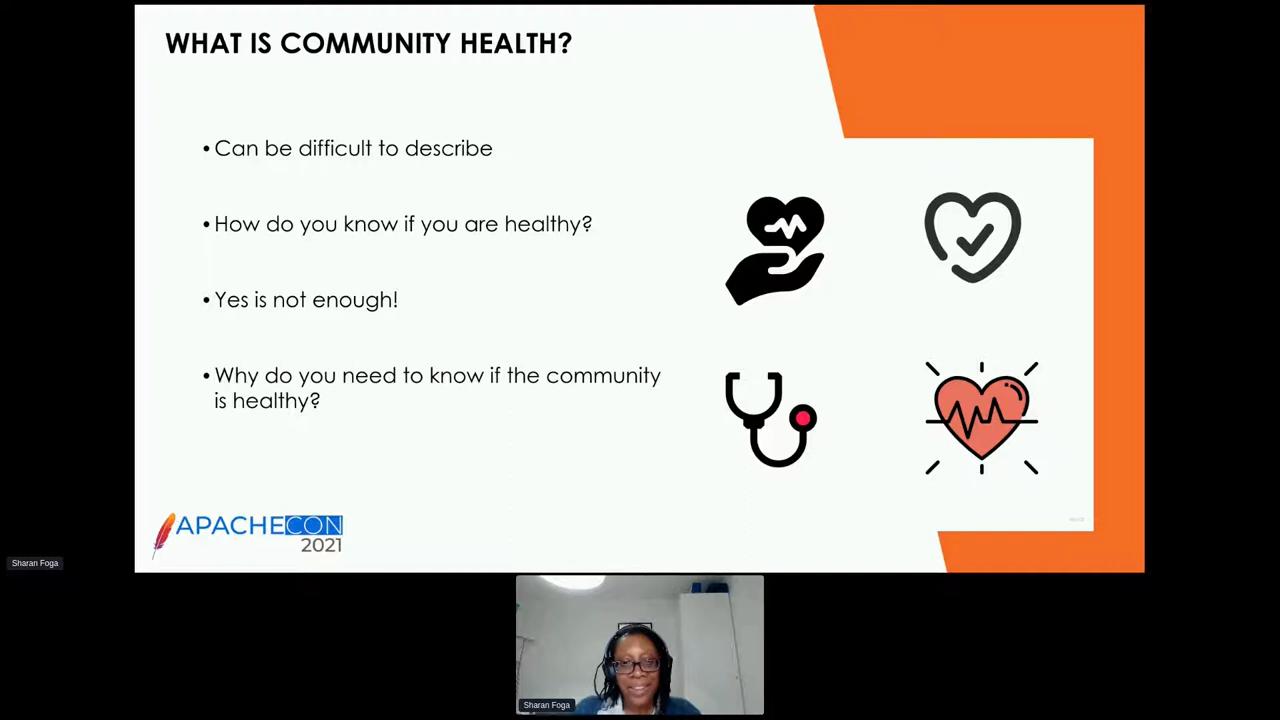 WHAT IS COMMUNITY HEALTH?
• Can be difficult to describe
• How do you know if you are healthy?
• Yes is not enough!
• Why do you need to know if the community
is healthy?
APACHECON
2021
Sharan Foga
Sharan Foga